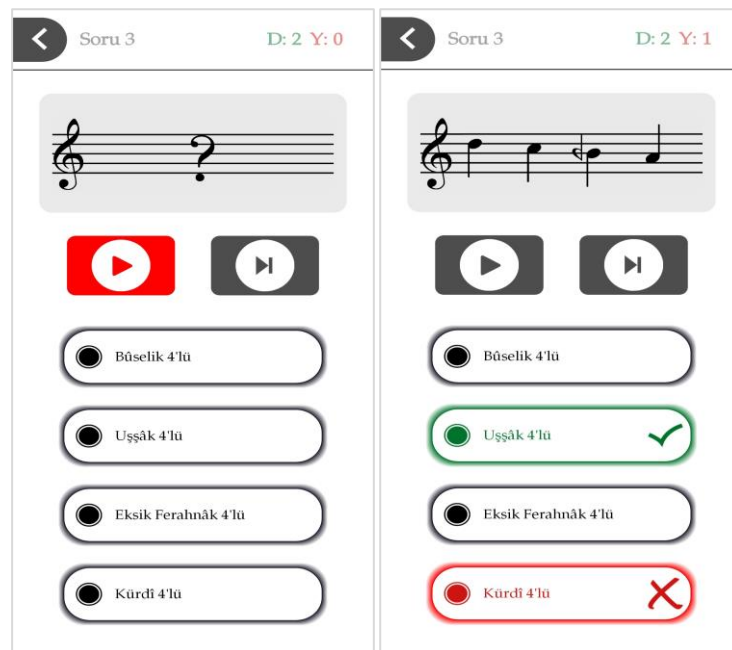 Soru 3 D: 2 Y: 0
?
Bûselik 4'lü
Uşşâk 4'lü
Eksik Ferahnâk 4'lü
Kürdî 4'lü
Soru 3 D: 2 Y: 1
Bûselik 4'lü
Uşşâk 4'lü
Eksik Ferahnâk 4'lü
Kürdî 4'lü